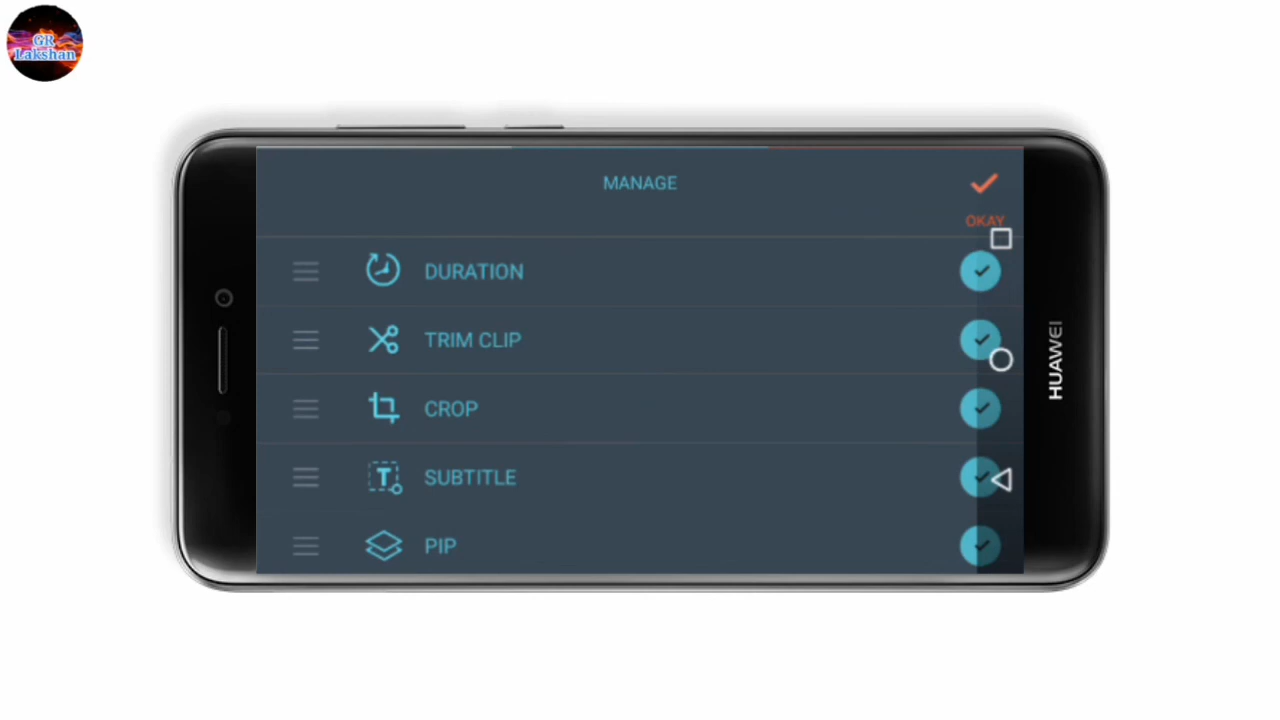 GR
Lakshan
MANAGE
OKAY
DURATION
TRIM CLIP
CROP
SUBTITLE
PIP
HUAWEI